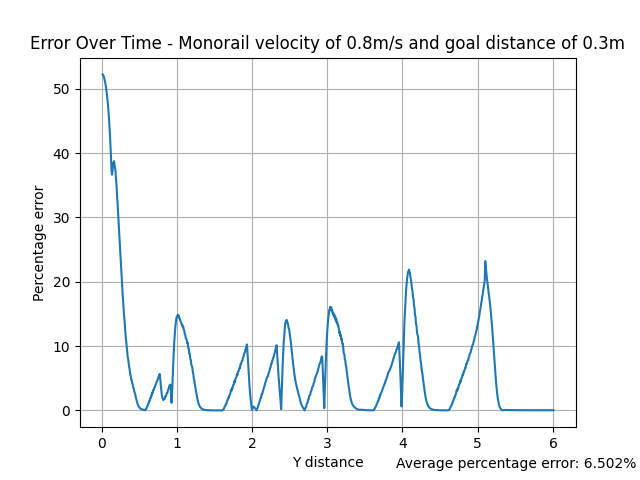 Error Over Time - Monorail velocity of 0.8m/s and goal distance of 0.3m
Percentage error
50
40
30
20
10
0
0 1 2 3 4 5 6
Y distance
Average percentage error: 6.502%